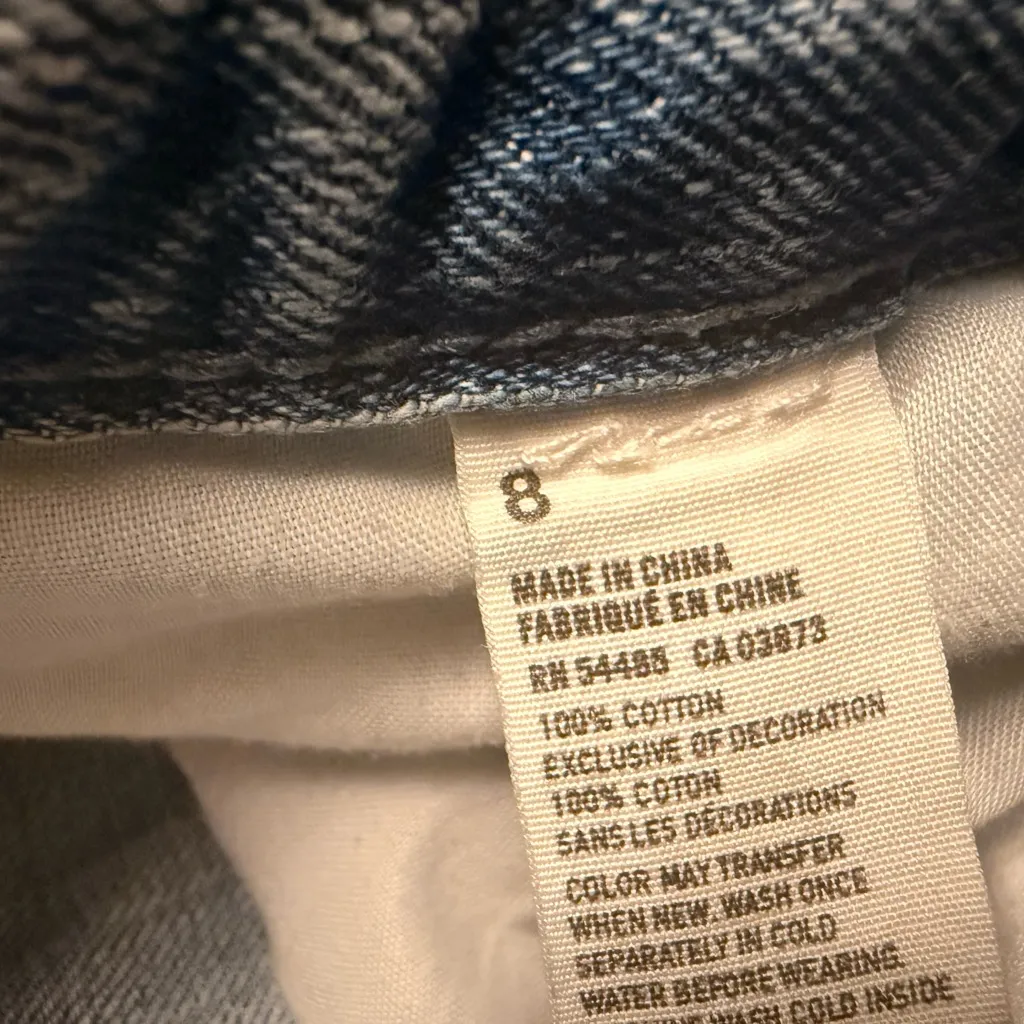 8
MADE IN CHINA
FABRIQUÉ EN CHINE
RN 54485 CA 03873
100% COTTON
EXCLUSIVE OF DECORATION
100% COTON
SANS LES DÉCORATIONS
COLOR MAY TRANSFER
WHEN NEW. WASH ONCE
SEPARATELY IN COLD
WATER BEFORE WEARING.
WASH COLD INSIDE